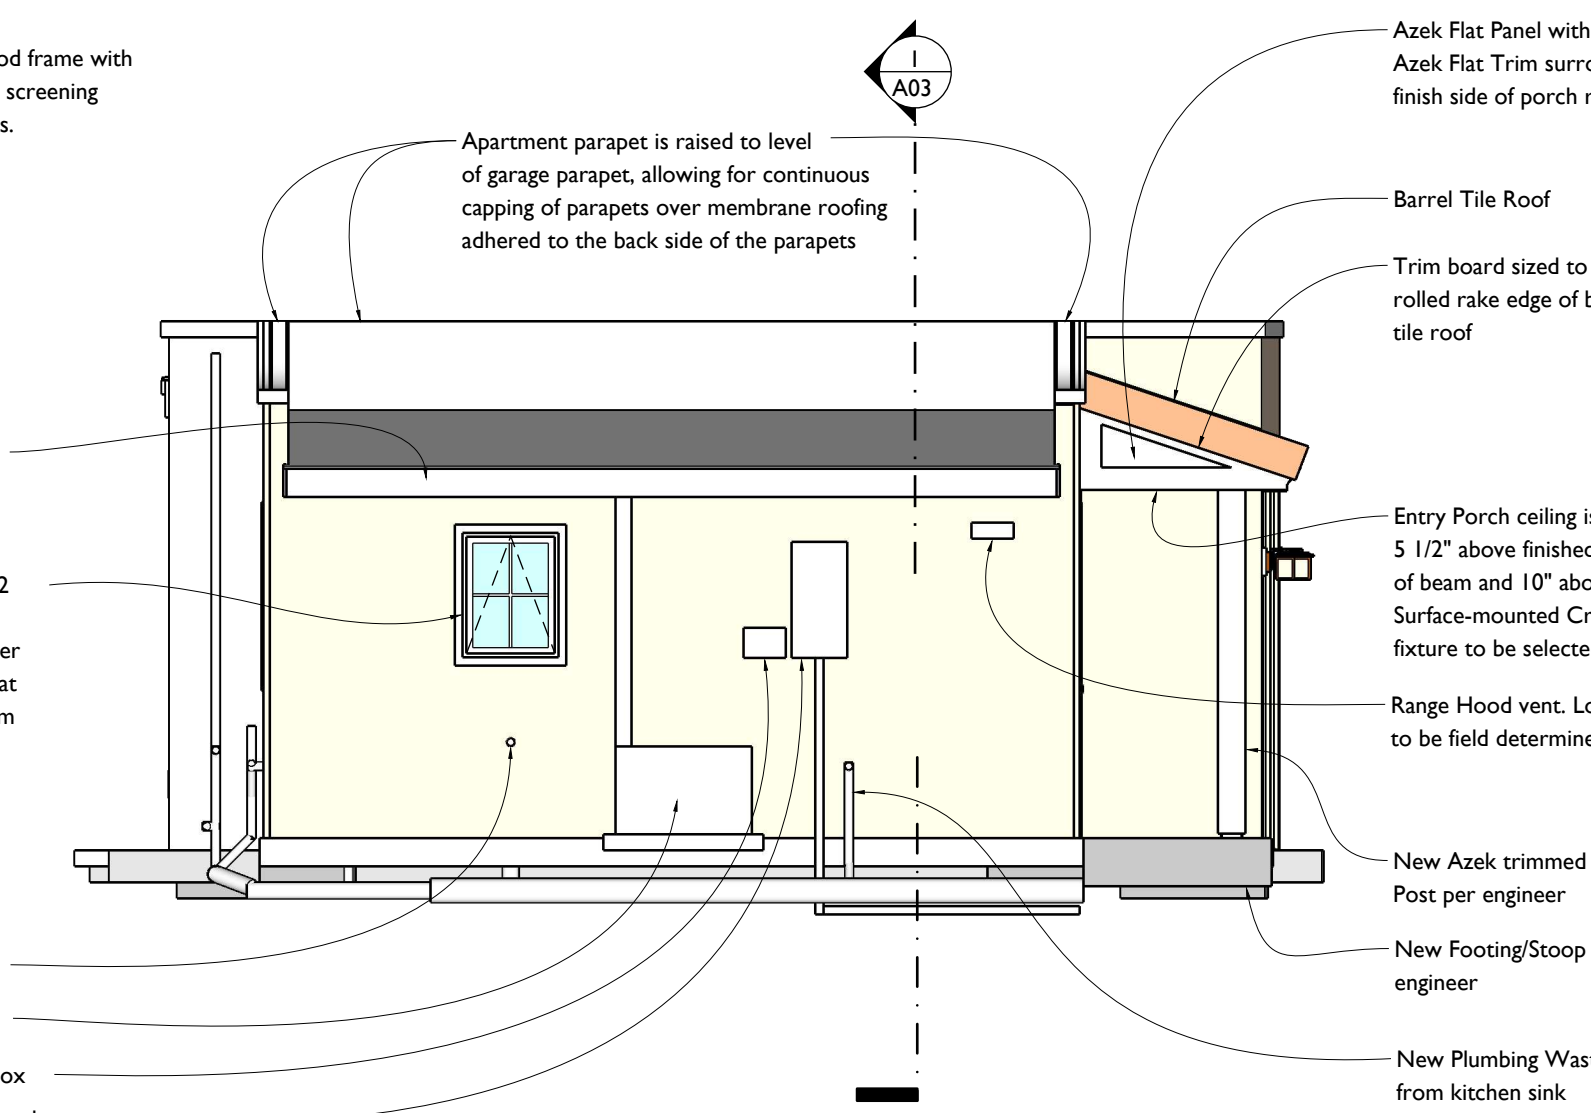 od frame with
screening
s.
Apartment parapet is raised to level
of garage parapet, allowing for continuous
capping of parapets over membrane roofing
adhered to the back side of the parapets
A03
Azek Flat Panel with
Azek Flat Trim surro
finish side of porch
Barrel Tile Roof
Trim board sized to
rolled rake edge of b
tile roof
2
er
at
m
Entry Porch ceiling is
5 1/2" above finished
of beam and 10" abo
Surface-mounted Cr
fixture to be selecte
Range Hood vent. Lo
to be field determine
New Azek trimmed
Post per engineer
New Footing/Stoop
engineer
New Plumbing Wast
from kitchen sink
ox